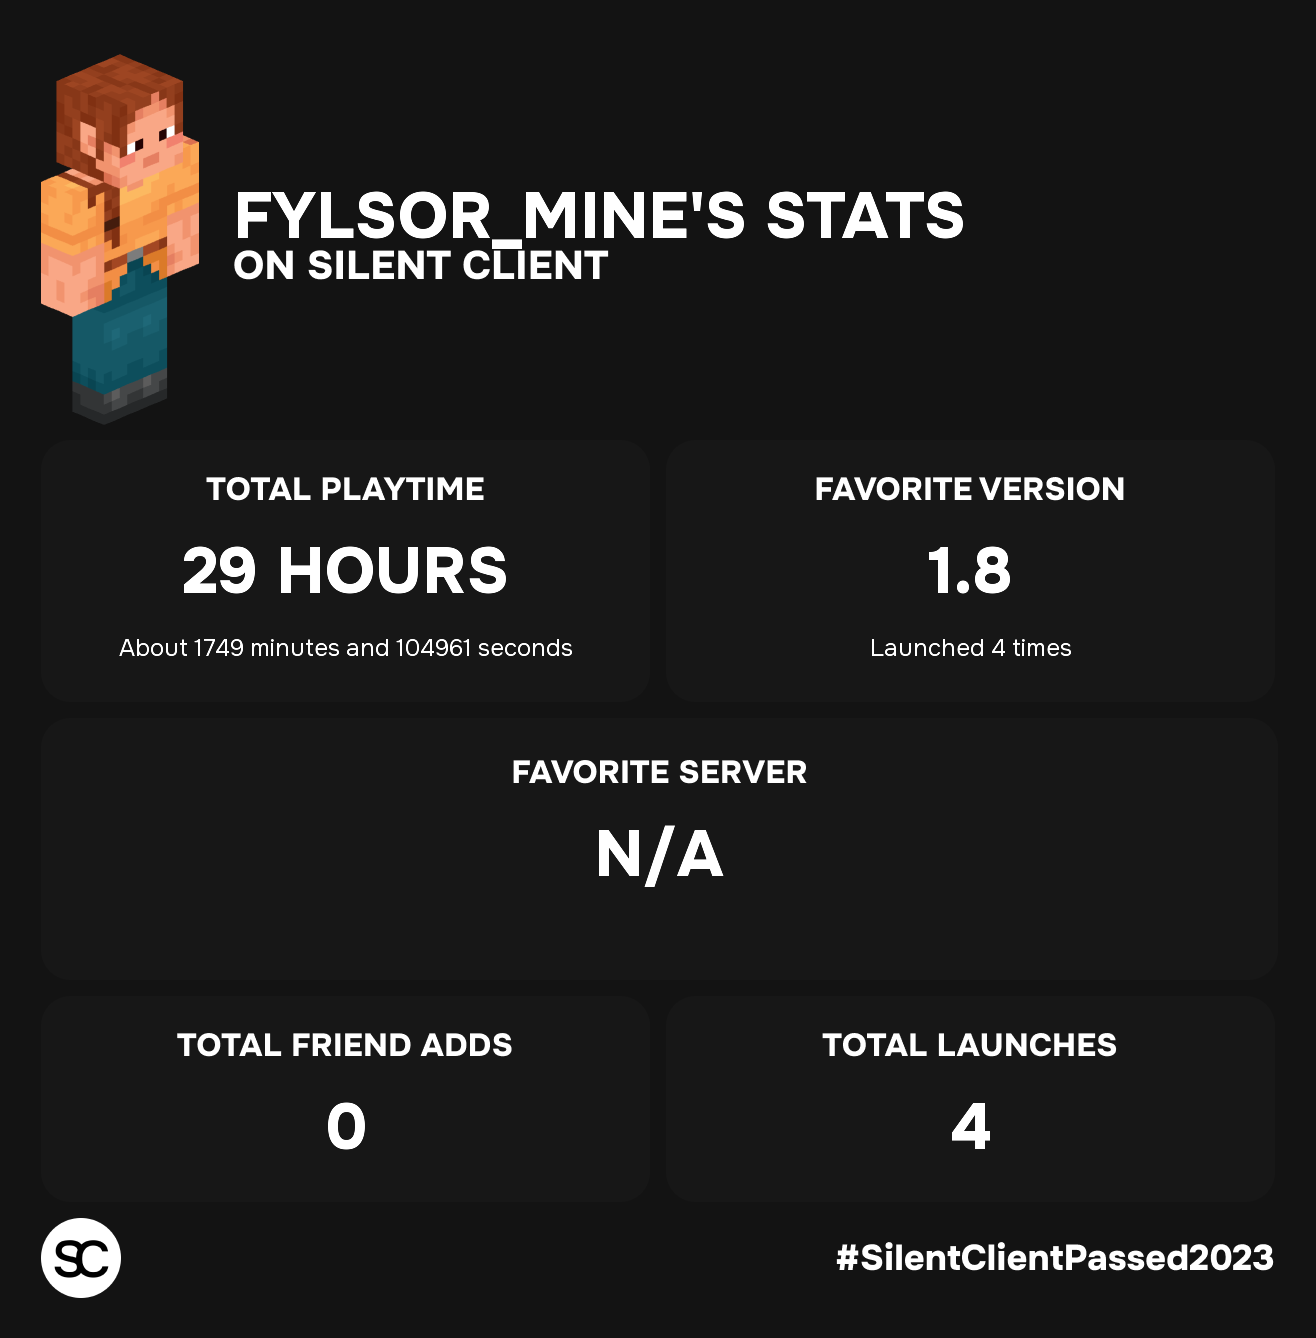 FYLSOR_MINE'S STATS
ON SILENT CLIENT
TOTAL PLAYTIME
29 HOURS
About 1749 minutes and 104961 seconds
FAVORITE VERSION
1.8
Launched 4 times
FAVORITE SERVER
N/A
TOTAL FRIEND ADDS
0
TOTAL LAUNCHES
4
SC
#SilentClientPassed2023